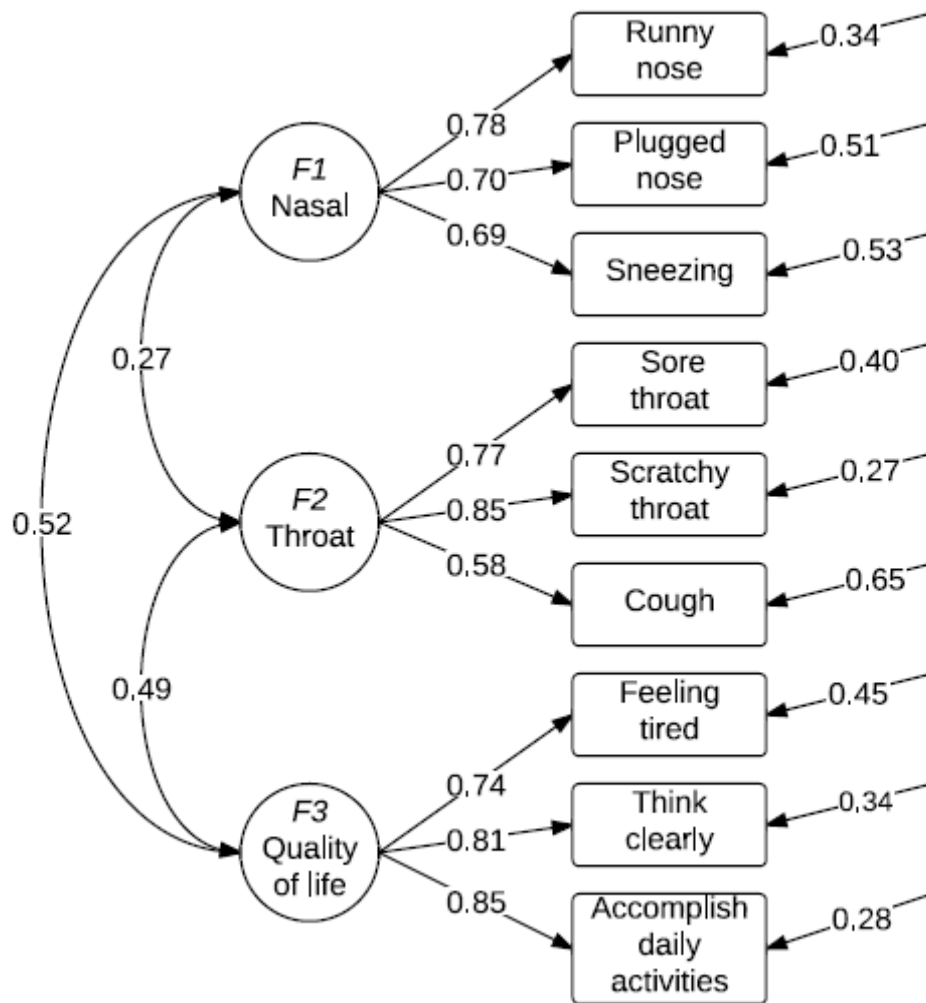 Runny
nose
0.34
0.78
F1
Nasal
Plugged
nose
0.51
0.70
0.69
Sneezing
0.53
0.27
Sore
throat
0.40
0.77
F2
Throat
Scratchy
throat
0.27
0.85
0.52
0.58
Cough
0.65
0.49
Feeling
tired
0.45
0.74
F3
Quality
of life
Think
clearly
0.34
0.81
0.85
Accomplish
daily
activities
0.28